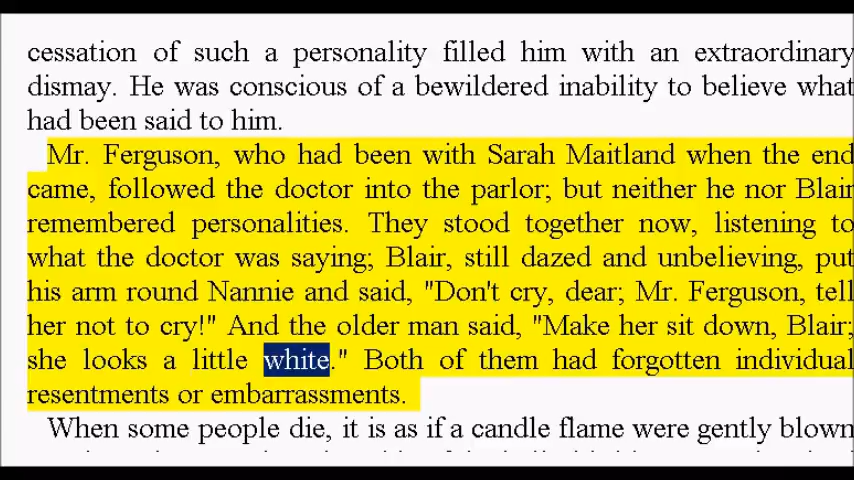 cessation of such a personality filled him with an extraordinary
dismay. He was conscious of a bewildered inability to believe what
had been said to him.
Mr. Ferguson, who had been with Sarah Maitland when the end
came, followed the doctor into the parlor; but neither he nor Blair
remembered personalities. They stood together now, listening to
what the doctor was saying; Blair, still dazed and unbelieving, put
his arm round Nannie and said, "Don't cry, dear; Mr. Ferguson, tell
her not to cry!" And the older man said, "Make her sit down, Blair;
she looks a little white." Both of them had forgotten individual
resentments or embarrassments.
When some people die, it is as if a candle flame were gently blown